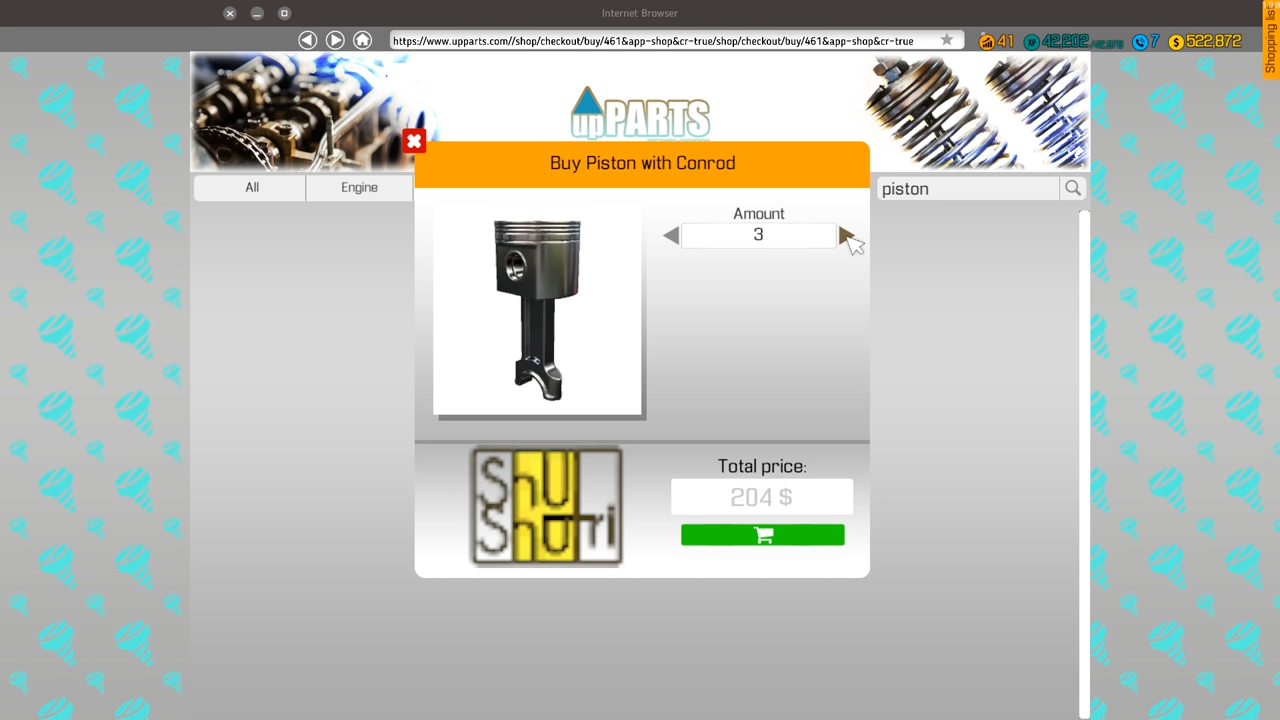 Internet Browser
https://www.upparts.com//shop/checkout/buy/461&app-shop&cr-true/shop/checkout/buy/461&app-shop&cr-true
41
42,202
7
522,872
Shopping list
upPARTS
Buy Piston with Conrod
All
Engine
piston
Amount
3
Total price:
204 $